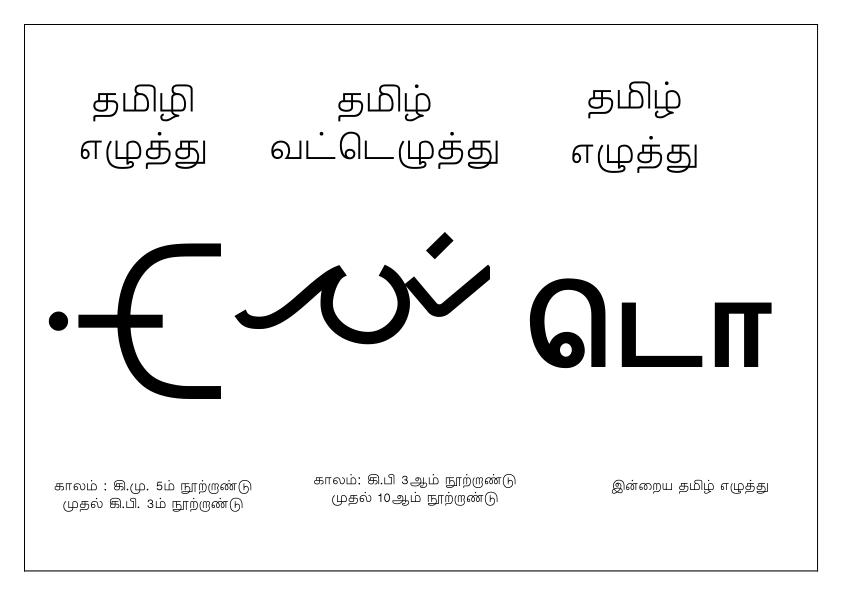 தமிழி
எழுத்து
தமிழ்
வட்டெழுத்து
தமிழ்
எழுத்து
டொ
காலம் : கி.மு. 5ம் நூற்றாண்டு
முதல் கி.பி. 3ம் நூற்றாண்டு
காலம்: கி.பி 3ஆம் நூற்றாண்டு
முதல் 10ஆம் நூற்றாண்டு
இன்றைய தமிழ் எழுத்து